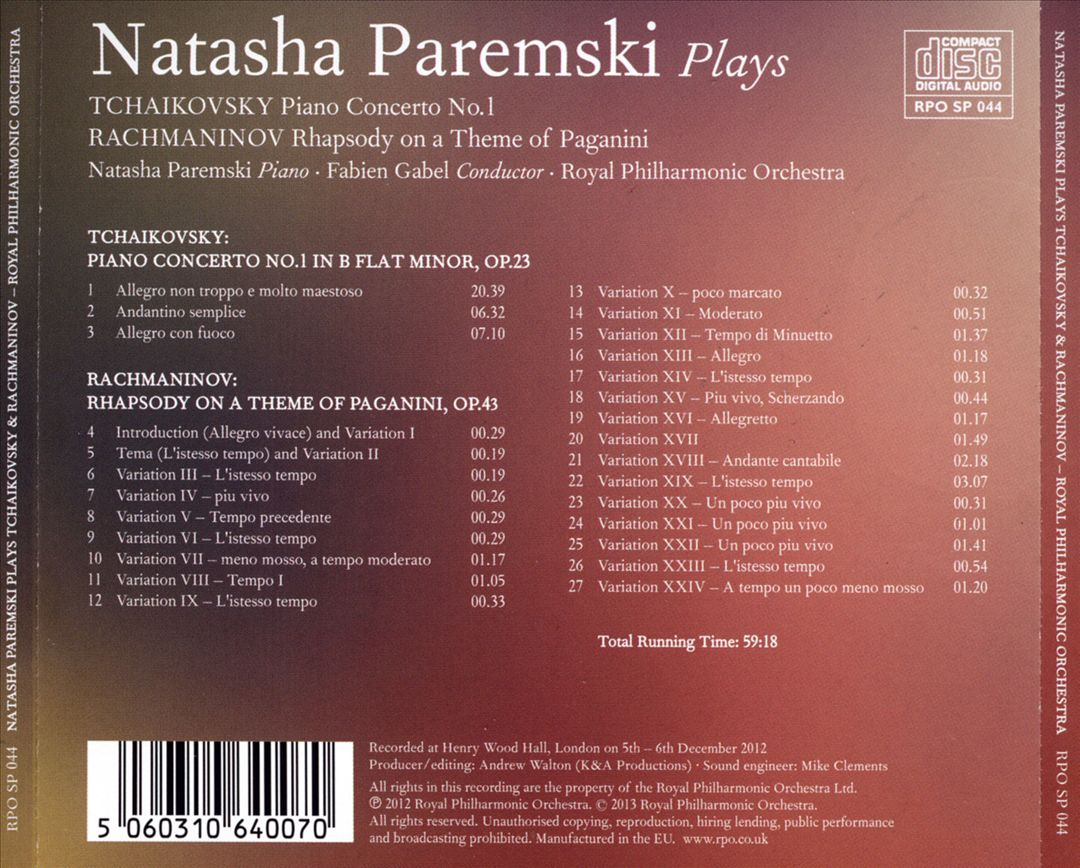 Natasha Paremski Plays
TCHAIKOVSKY Piano Concerto No.1
RACHMANINOV Rhapsody on a Theme of Paganini
Natasha Paremski Piano · Fabien Gabel Conductor · Royal Philharmonic Orchestra
COMPACT
disc
DIGITAL AUDIO
RPO SP 044
TCHAIKOVSKY:
PIANO CONCERTO NO.1 IN B FLAT MINOR, OP.23
1 Allegro non troppo e molto maestoso 20.39
2 Andantino semplice 06.32
3 Allegro con fuoco 07.10
RACHMANINOV:
RHAPSODY ON A THEME OF PAGANINI, OP.43
4 Introduction (Allegro vivace) and Variation I 00.29
5 Tema (L'istesso tempo) and Variation II 00.19
6 Variation III – L'istesso tempo 00.19
7 Variation IV – piu vivo 00.26
8 Variation V – Tempo precedente 00.29
9 Variation VI – L'istesso tempo 00.29
10 Variation VII – meno mosso, a tempo moderato 01.17
11 Variation VIII – Tempo I 01.05
12 Variation IX – L'istesso tempo 00.33
13 Variation X – poco marcato 00.32
14 Variation XI – Moderato 00.51
15 Variation XII – Tempo di Minuetto 01.37
16 Variation XIII – Allegro 01.18
17 Variation XIV – L'istesso tempo 00.31
18 Variation XV – Piu vivo, Scherzando 00.44
19 Variation XVI – Allegretto 01.17
20 Variation XVII 01.49
21 Variation XVIII – Andante cantabile 02.18
22 Variation XIX – L'istesso tempo 03.07
23 Variation XX – Un poco piu vivo 00.31
24 Variation XXI – Un poco piu vivo 01.01
25 Variation XXII – Un poco piu vivo 01.41
26 Variation XXIII – L'istesso tempo 00.54
27 Variation XXIV – A tempo un poco meno mosso 01.20
Total Running Time: 59:18
5 060310 640070
Recorded at Henry Wood Hall, London on 5th – 6th December 2012
Producer/editing: Andrew Walton (K&A Productions) · Sound engineer: Mike Clements
All rights in this recording are the property of the Royal Philharmonic Orchestra Ltd.
℗ 2012 Royal Philharmonic Orchestra. © 2013 Royal Philharmonic Orchestra.
All rights reserved. Unauthorised copying, reproduction, hiring lending, public performance
and broadcasting prohibited. Manufactured in the EU. www.rpo.co.uk
RPO SP 044 NATASHA PAREMSKI PLAYS TCHAIKOVSKY & RACHMANINOV – ROYAL PHILHARMONIC ORCHESTRA
NATASHA PAREMSKI PLAYS TCHAIKOVSKY & RACHMANINOV – ROYAL PHILHARMONIC ORCHESTRA RPO SP 044